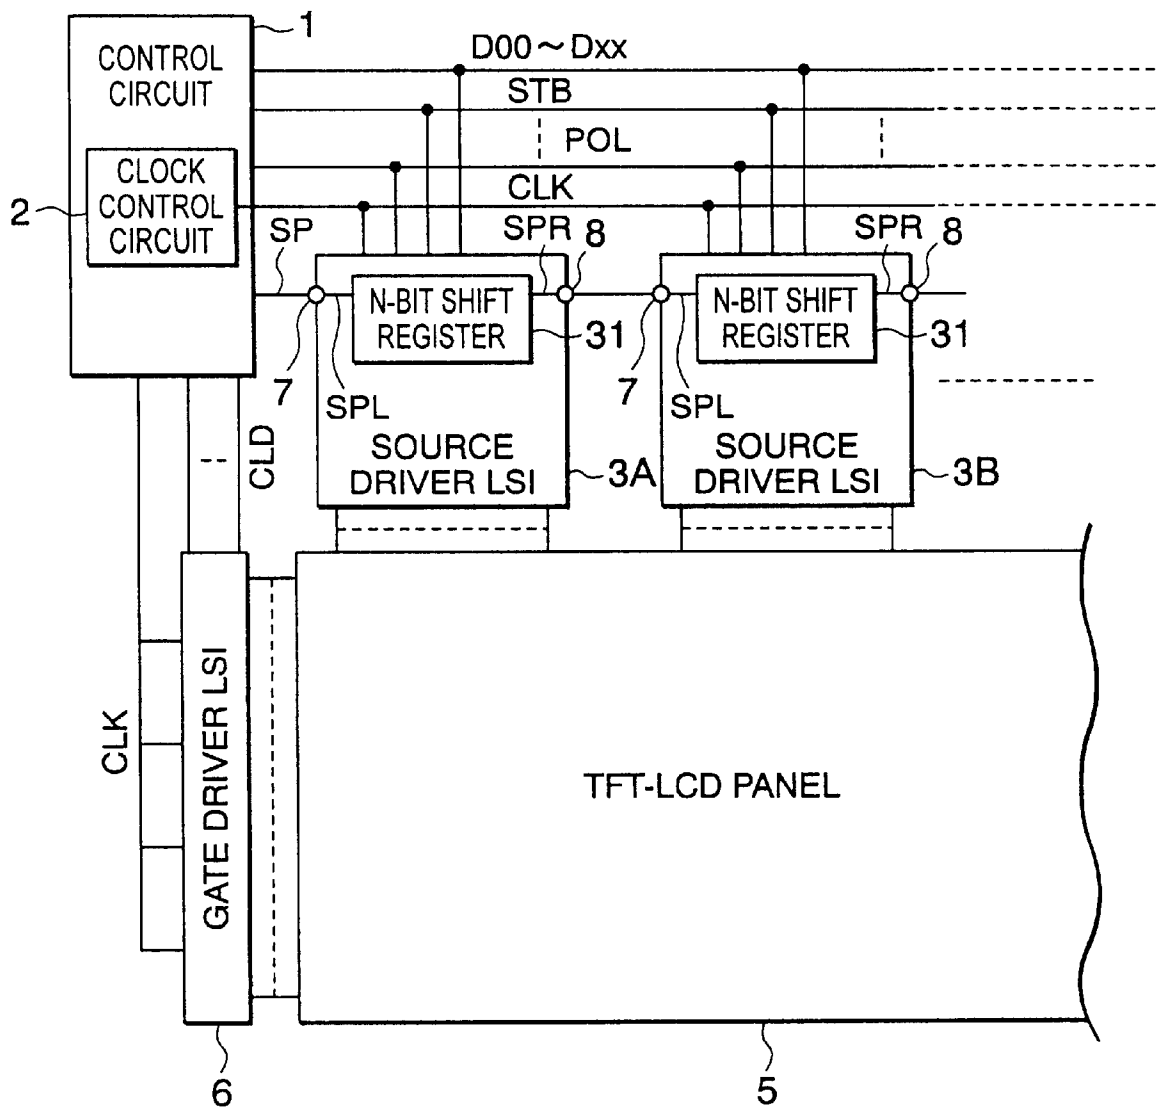 1
CONTROL
CIRCUIT
D00～Dxx
STB
POL
CLK
2
CLOCK
CONTROL
CIRCUIT
SP
SPR
8
SPR
8
N-BIT SHIFT
REGISTER
31
N-BIT SHIFT
REGISTER
31
7
SPL
7
SPL
SOURCE
DRIVER LSI
3A
SOURCE
DRIVER LSI
3B
CLD
CLK
GATE DRIVER LSI
TFT-LCD PANEL
6
5